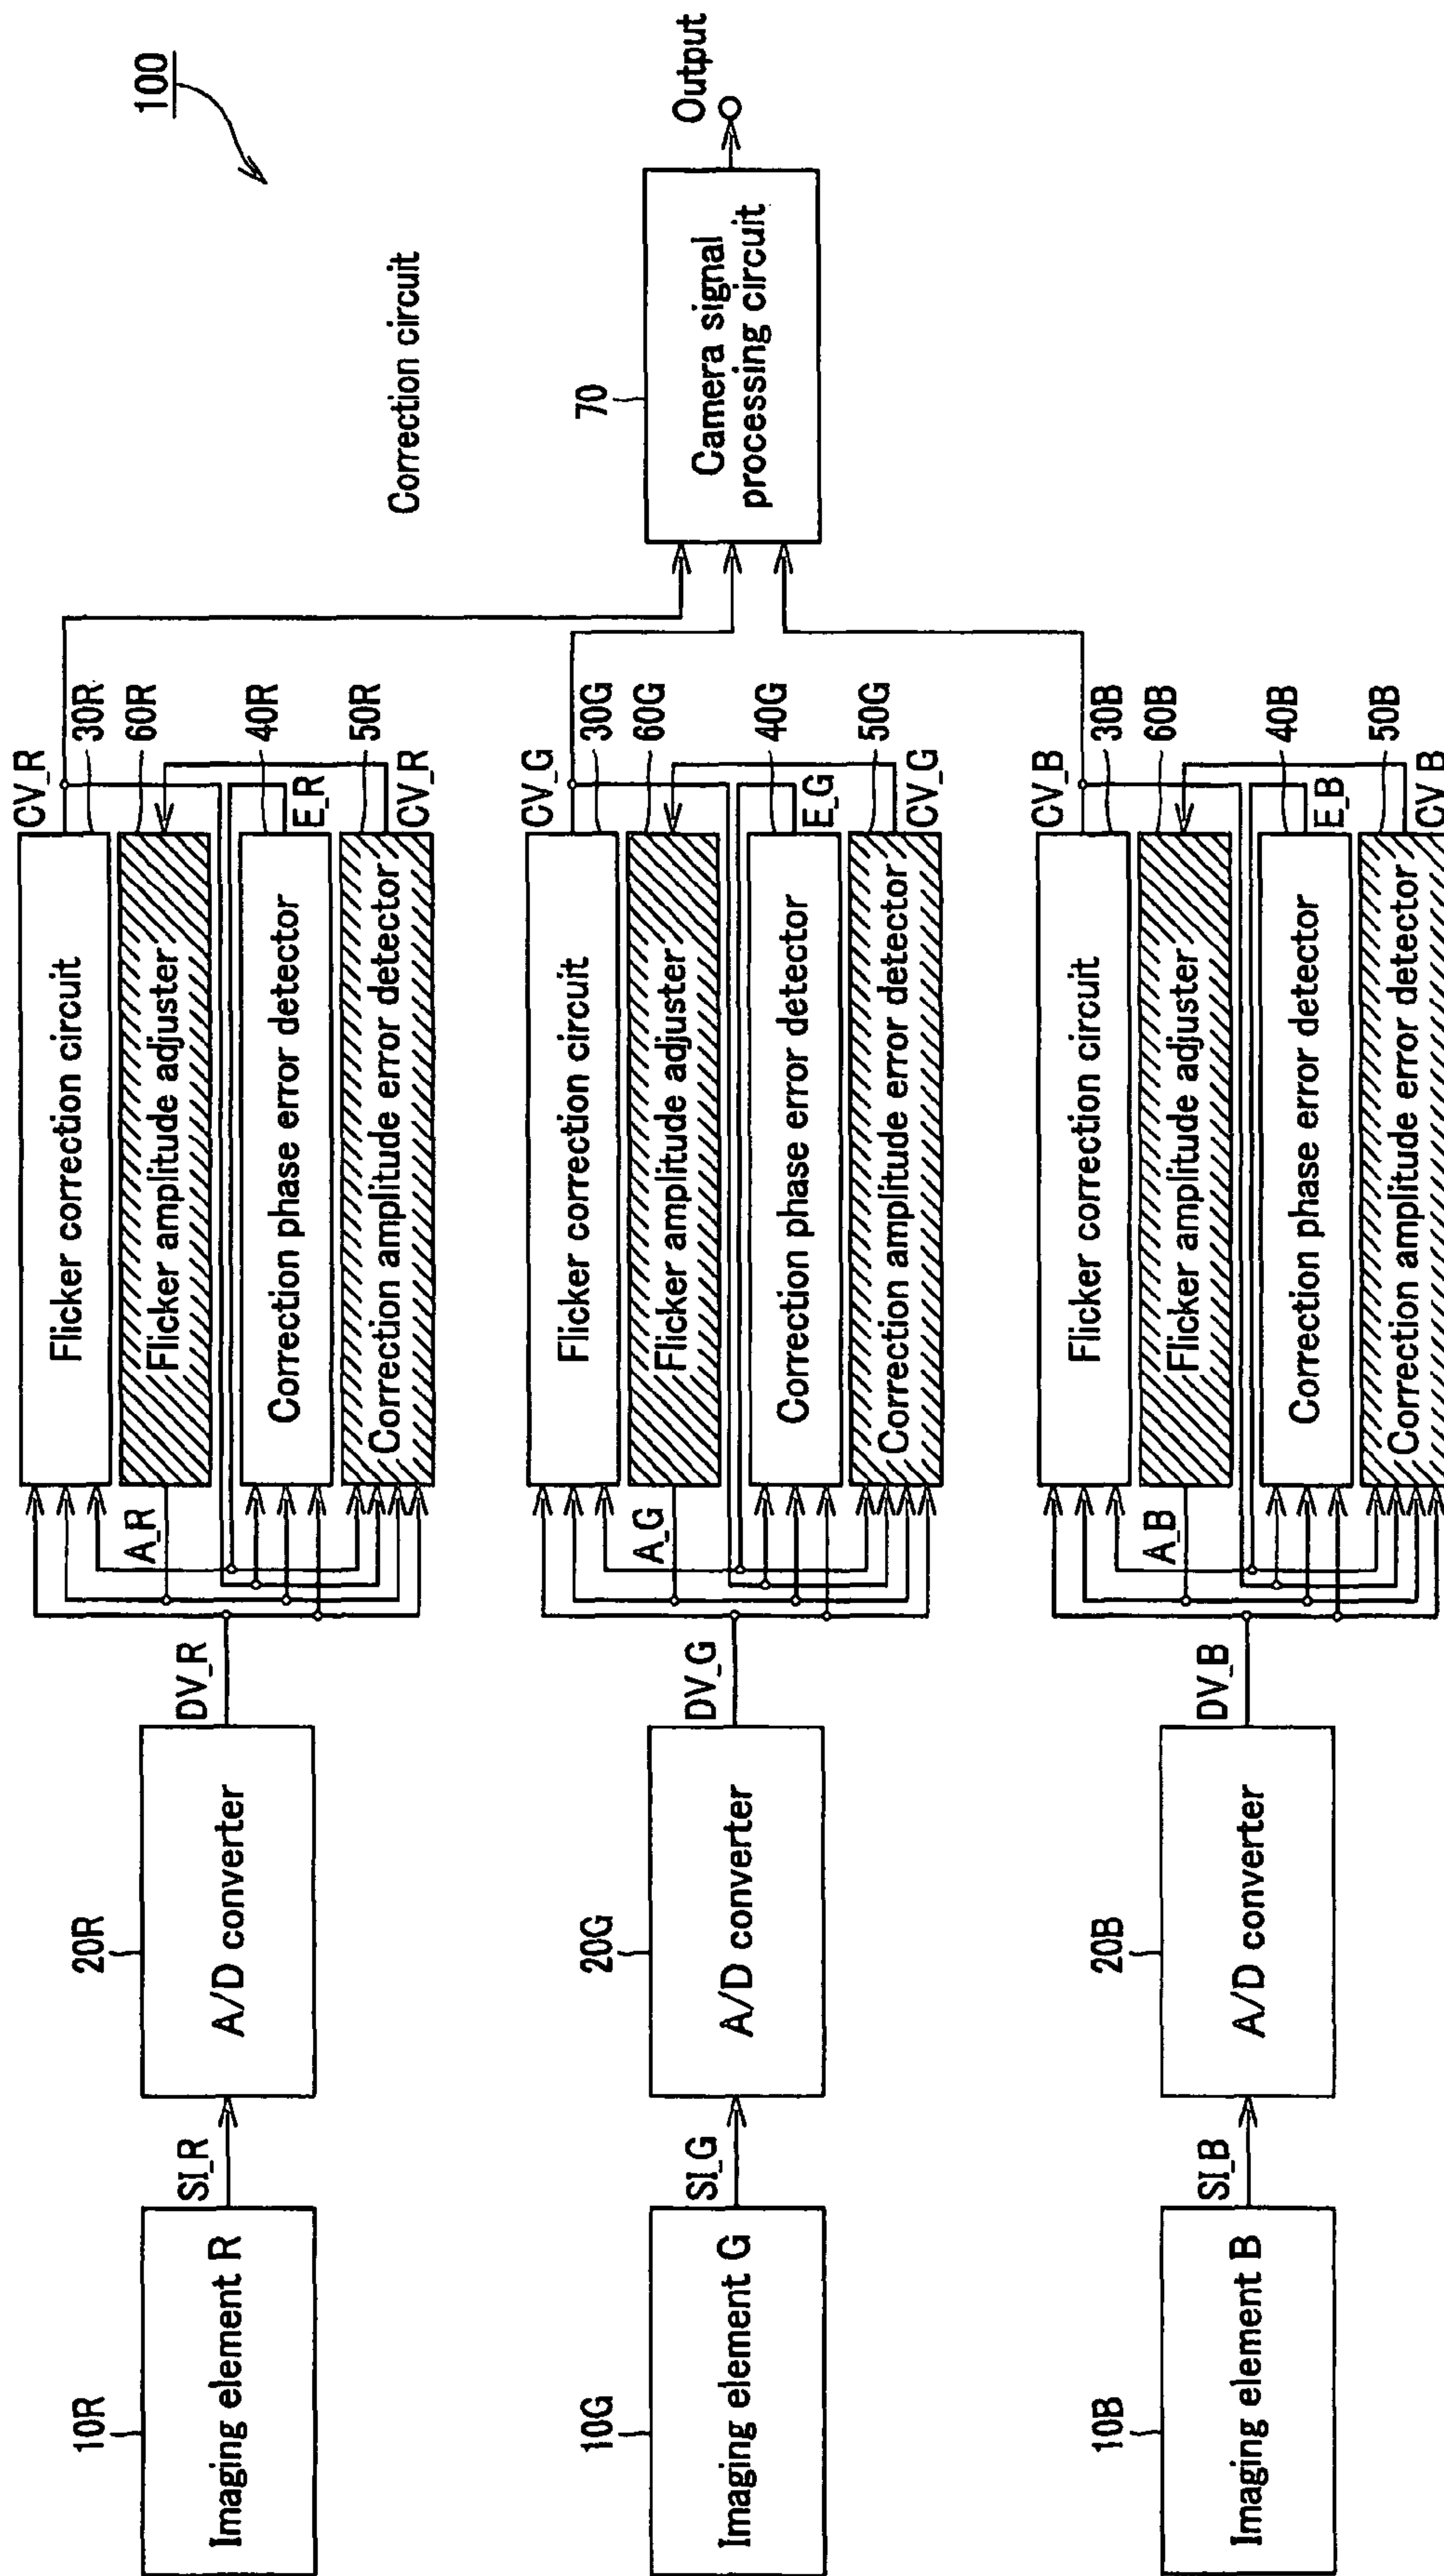 100
Correction circuit
10R
Imaging element R
SI_R
20R
A/D converter
DV_R
A_R
Flicker correction circuit
Flicker amplitude adjuster
Correction phase error detector
Correction amplitude error detector
CV_R
30R
60R
40R
E_R
50R
CV_R
10G
Imaging element G
SI_G
20G
A/D converter
DV_G
A_G
Flicker correction circuit
Flicker amplitude adjuster
Correction phase error detector
Correction amplitude error detector
CV_G
30G
60G
40G
E_G
50G
CV_G
10B
Imaging element B
SI_B
20B
A/D converter
DV_B
A_B
Flicker correction circuit
Flicker amplitude adjuster
Correction phase error detector
Correction amplitude error detector
CV_B
30B
60B
40B
E_B
50B
CV_B
70
Camera signal
processing circuit
Output